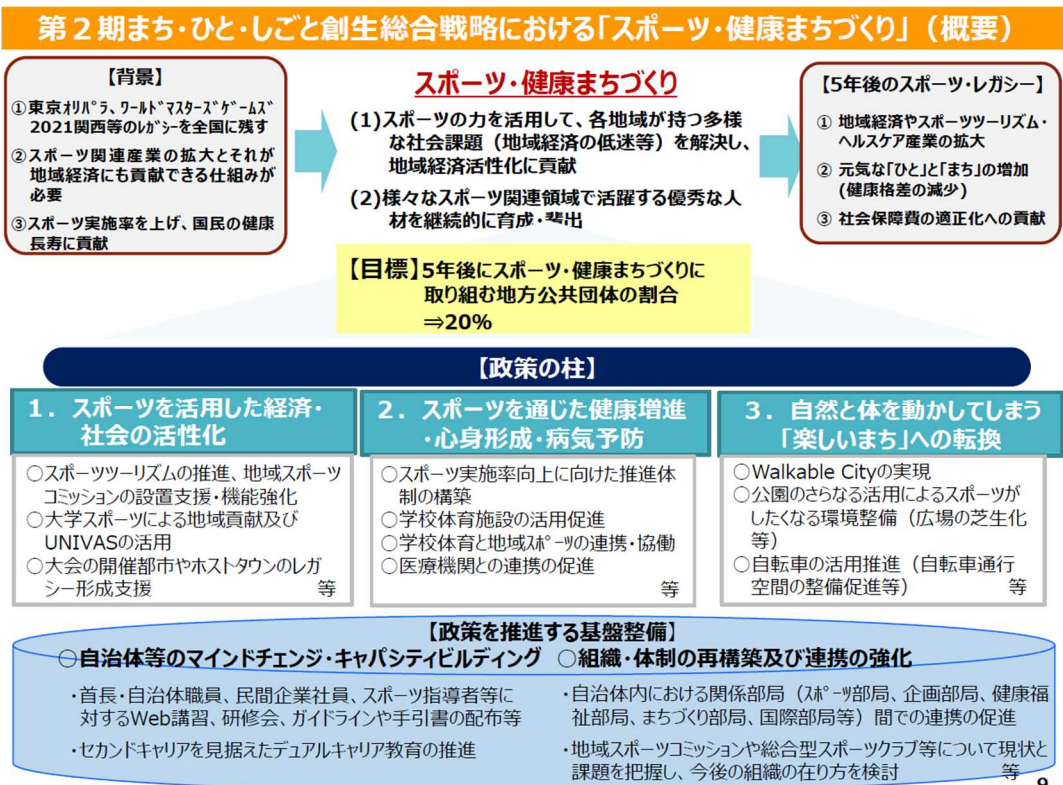 第2期まち・ひと・しごと創生総合戦略における「スポーツ・健康まちづくり」（概要）
【背景】
①東京ｵﾘﾊﾟﾗ、ﾜｰﾙﾄﾞﾏｽﾀｰｽﾞｹﾞｰﾑｽﾞ
2021関西等のﾚｶﾞｼｰを全国に残す
②スポーツ関連産業の拡大とそれが
地域経済にも貢献できる仕組みが
必要
③スポーツ実施率を上げ、国民の健康
長寿に貢献
スポーツ・健康まちづくり
(1)スポーツの力を活用して、各地域が持つ多様
な社会課題（地域経済の低迷等）を解決し、
地域経済活性化に貢献
(2)様々なスポーツ関連領域で活躍する優秀な人
材を継続的に育成・輩出
【5年後のスポーツ・レガシー】
① 地域経済やスポーツツーリズム・
ヘルスケア産業の拡大
② 元気な「ひと」と「まち」の増加
(健康格差の減少)
③ 社会保障費の適正化への貢献
【目標】5年後にスポーツ・健康まちづくりに
取り組む地方公共団体の割合
⇒20%
【政策の柱】
１．スポーツを活用した経済・
社会の活性化
○スポーツツーリズムの推進、地域スポーツ
コミッションの設置支援・機能強化
○大学スポーツによる地域貢献及び
UNIVASの活用
○大会の開催都市やホストタウンのレガ
シー形成支援 等
２．スポーツを通じた健康増進
・心身形成・病気予防
○スポーツ実施率向上に向けた推進体
制の構築
○学校体育施設の活用促進
○学校体育と地域ｽﾎﾟｰﾂの連携・協働
○医療機関との連携の促進
等
３．自然と体を動かしてしまう
「楽しいまち」への転換
○Walkable Cityの実現
○公園のさらなる活用によるスポーツが
したくなる環境整備（広場の芝生化
等）
○自転車の活用推進（自転車通行
空間の整備促進等） 等
【政策を推進する基盤整備】
○自治体等のマインドチェンジ・キャパシティビルディング ○組織・体制の再構築及び連携の強化
・首長・自治体職員、民間企業社員、スポーツ指導者等に
対するWeb講習、研修会、ガイドラインや手引書の配布等
・セカンドキャリアを見据えたデュアルキャリア教育の推進
・自治体内における関係部局（ｽﾎﾟｰﾂ部局、企画部局、健康福
祉部局、まちづくり部局、国際部局等）間での連携の促進
・地域スポーツコミッションや総合型スポーツクラブ等について現状と
課題を把握し、今後の組織の在り方を検討 等
9